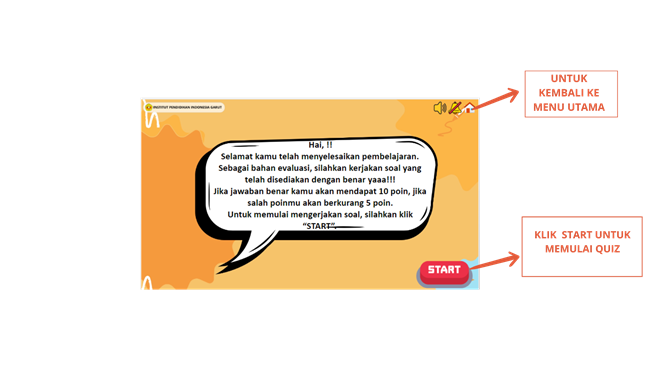 INSTITUT PENDIDIKAN INDONESIA GARUT
Hai, !!
Selamat kamu telah menyelesaikan pembelajaran.
Sebagai bahan evaluasi, silahkan kerjakan soal yang
telah disediakan dengan benar yaaa!!!
Jika jawaban benar kamu akan mendapat 10 poin, jika
salah poinmu akan berkurang 5 poin.
Untuk memulai mengerjakan soal, silahkan klik
“START”.
START
UNTUK
KEMBALI KE
MENU UTAMA
KLIK START UNTUK
MEMULAI QUIZ